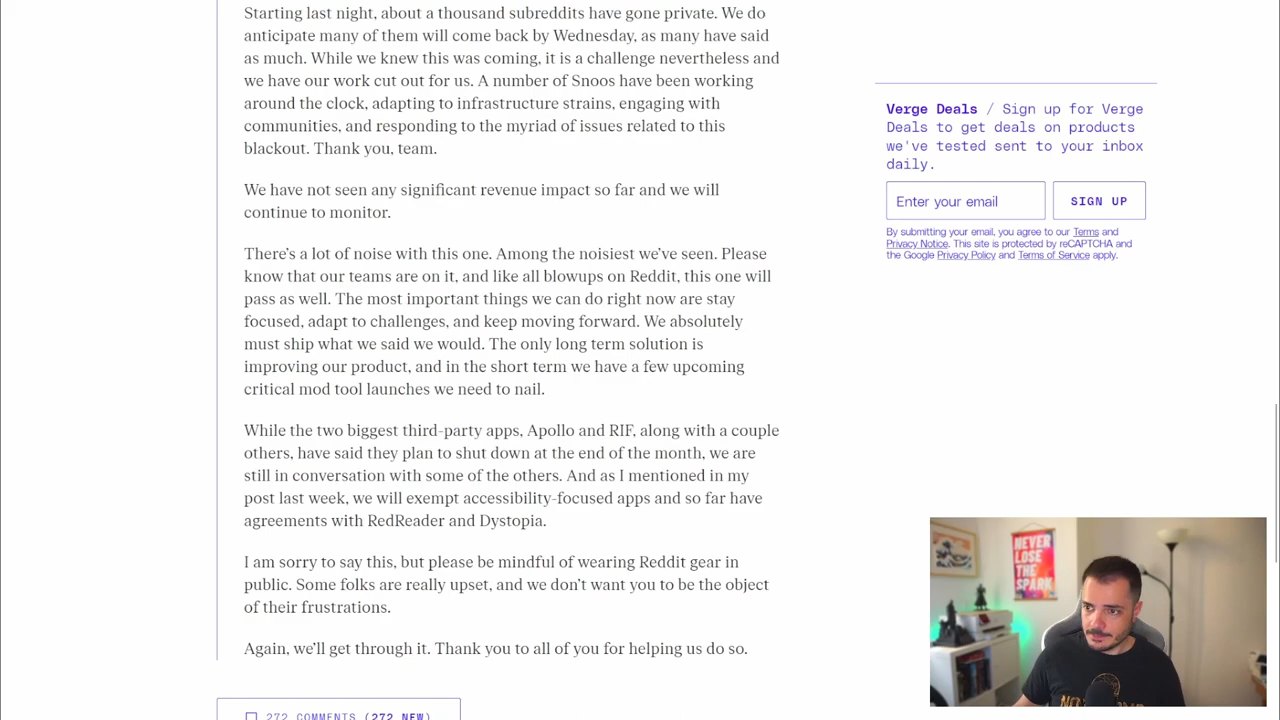 Starting last night, about a thousand subreddits have gone private. We do
anticipate many of them will come back by Wednesday, as many have said
as much. While we knew this was coming, it is a challenge nevertheless and
we have our work cut out for us. A number of Snoos have been working
around the clock, adapting to infrastructure strains, engaging with
communities, and responding to the myriad of issues related to this
blackout. Thank you, team.
We have not seen any significant revenue impact so far and we will
continue to monitor.
There’s a lot of noise with this one. Among the noisiest we’ve seen. Please
know that our teams are on it, and like all blowups on Reddit, this one will
pass as well. The most important things we can do right now are stay
focused, adapt to challenges, and keep moving forward. We absolutely
must ship what we said we would. The only long term solution is
improving our product, and in the short term we have a few upcoming
critical mod tool launches we need to nail.
While the two biggest third-party apps, Apollo and RIF, along with a couple
others, have said they plan to shut down at the end of the month, we are
still in conversation with some of the others. And as I mentioned in my
post last week, we will exempt accessibility-focused apps and so far have
agreements with RedReader and Dystopia.
I am sorry to say this, but please be mindful of wearing Reddit gear in
public. Some folks are really upset, and we don’t want you to be the object
of their frustrations.
Again, we’ll get through it. Thank you to all of you for helping us do so.
272 COMMENTS (272 NEW)
Verge Deals / Sign up for Verge
Deals to get deals on products
we've tested sent to your inbox
daily.
Enter your email
SIGN UP
By submitting your email, you agree to our Terms and
Privacy Notice. This site is protected by reCAPTCHA and
the Google Privacy Policy and Terms of Service apply.
NEVER
LOSE
THE
SPARK